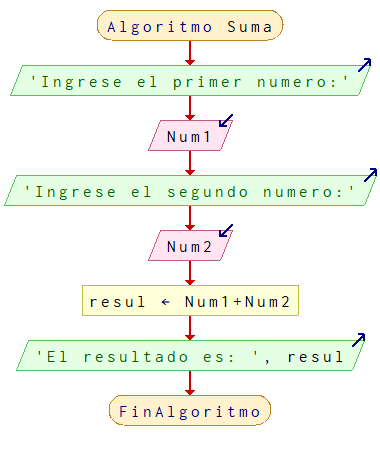 Algoritmo Suma
'Ingrese el primer numero:'
Num1
'Ingrese el segundo numero:'
Num2
resul ← Num1+Num2
'El resultado es: ', resul
FinAlgoritmo